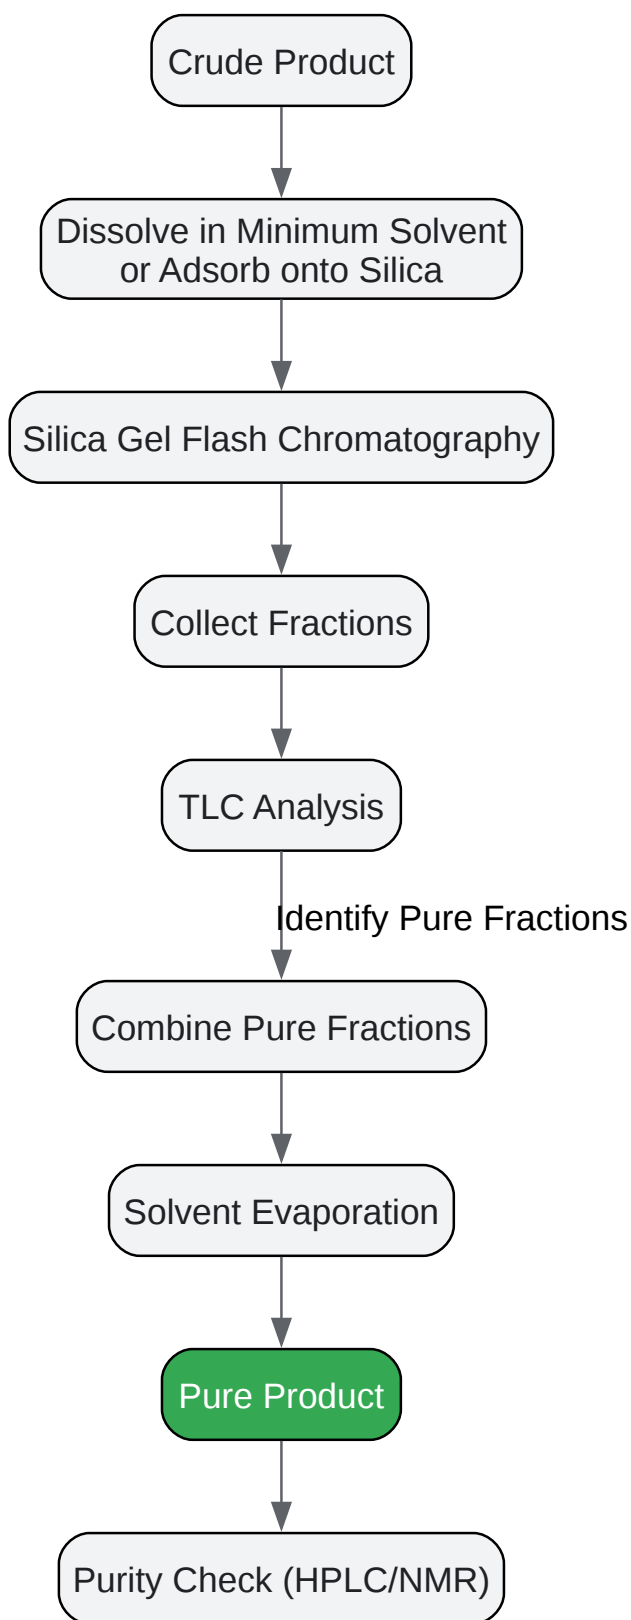 Crude Product
Dissolve in Minimum Solvent
or Adsorb onto Silica
Silica Gel Flash Chromatography
Collect Fractions
TLC Analysis
Identify Pure Fractions
Combine Pure Fractions
Solvent Evaporation
Pure Product
Purity Check (HPLC/NMR)